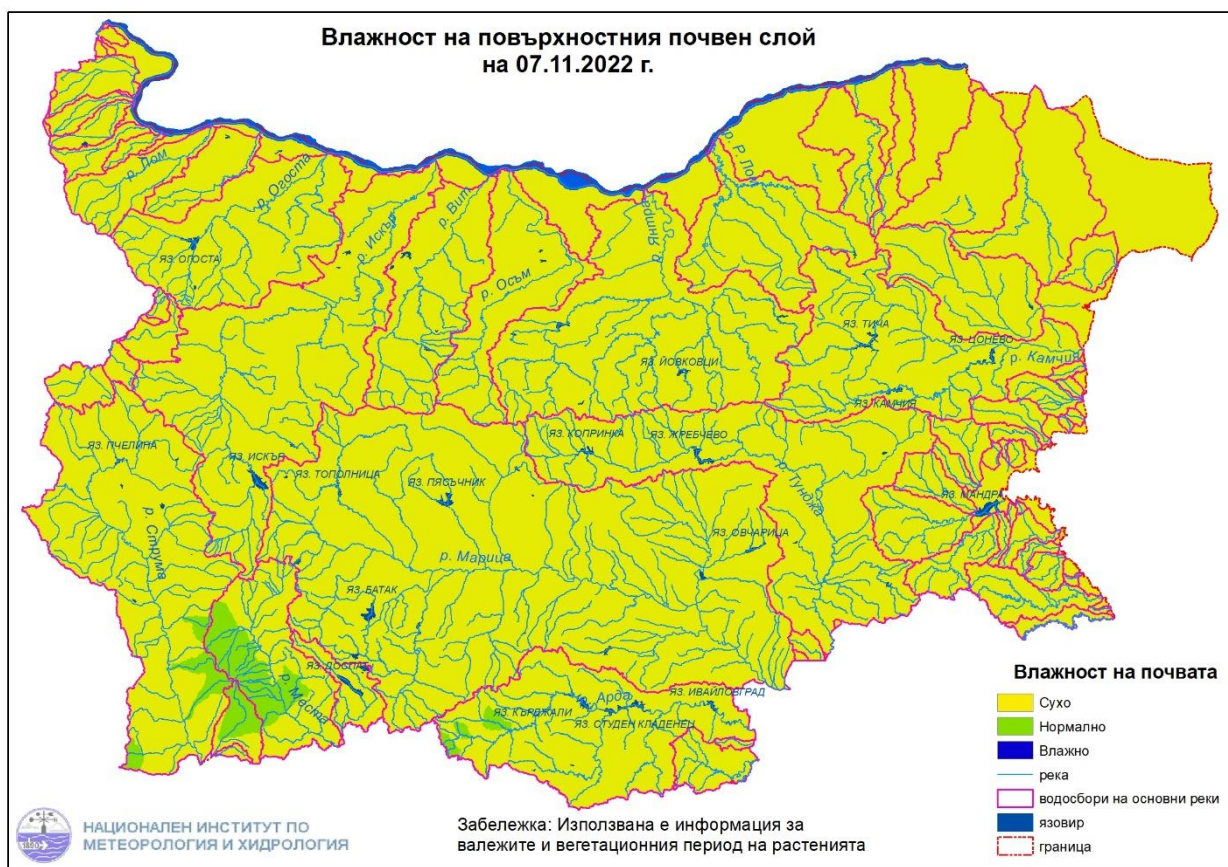 Влажност на повърхностния почвен слой
на 07.11.2022 г.
р. Лом
р. Огоста
р. Искър
р. Вит
р. Осъм
р. Янтра
р. Р. Лом
ЯЗ. ОГОСТА
ЯЗ. ТИЧА
ЯЗ. ЦОНЕВО
р. Камчия
ЯЗ. ЙОВКОВЦИ
ЯЗ. КАМЧИЯ
ЯЗ. ПЧЕЛИНА
ЯЗ. ИСКЪР
ЯЗ. ТОПОЛНИЦА
ЯЗ. ПЯСЪЧНИК
ЯЗ. КОПРИНКА
ЯЗ. ЖРЕБЧЕВО
р. Тунджа
ЯЗ. МАНДРА
р. Струма
р. Марица
ЯЗ. ОВЧАРИЦА
ЯЗ. БАТАК
ЯЗ. ДОСПАТ
р. Места
р. Арда
ЯЗ. ИВАЙЛОВГРАД
ЯЗ. КЪРДЖАЛИ
ЯЗ. СТУДЕН КЛАДЕНЕЦ
Влажност на почвата
Сухо
Нормално
Влажно
река
водосбори на основни реки
язовир
граница
1890
НАЦИОНАЛЕН ИНСТИТУТ ПО
МЕТЕОРОЛОГИЯ И ХИДРОЛОГИЯ
Забележка: Използвана е информация за
валежите и вегетационния период на растенията